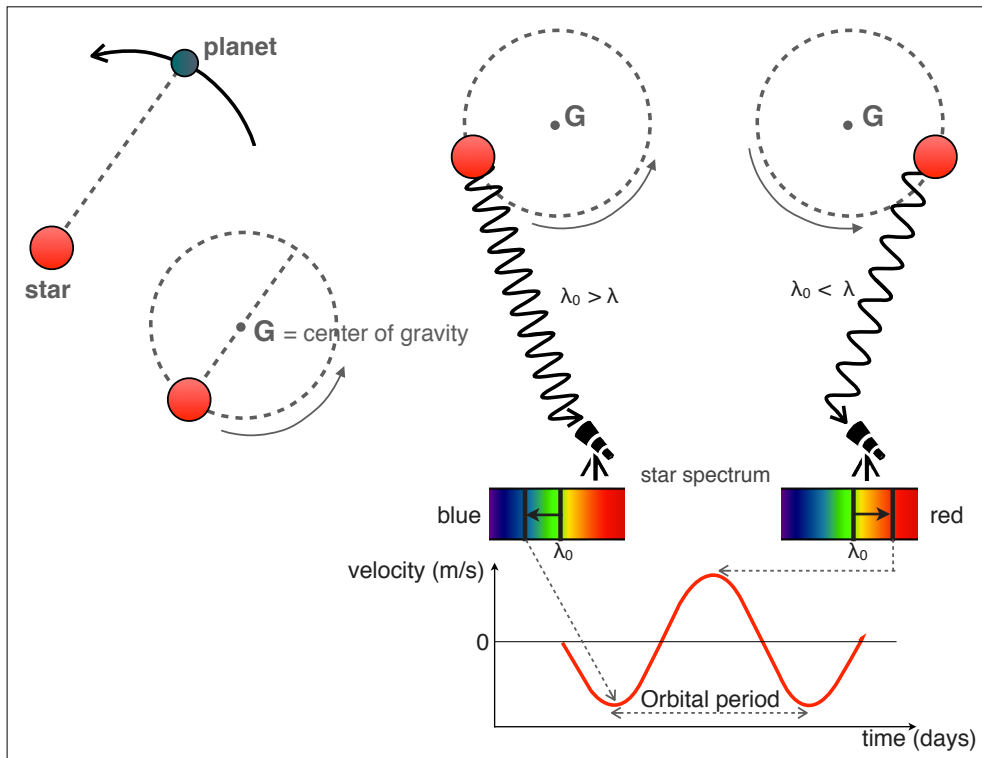 planet
star
G = center of gravity
G
G
λ₀ > λ
λ₀ < λ
star spectrum
blue
λ₀
λ₀
red
velocity (m/s)
0
Orbital period
time (days)